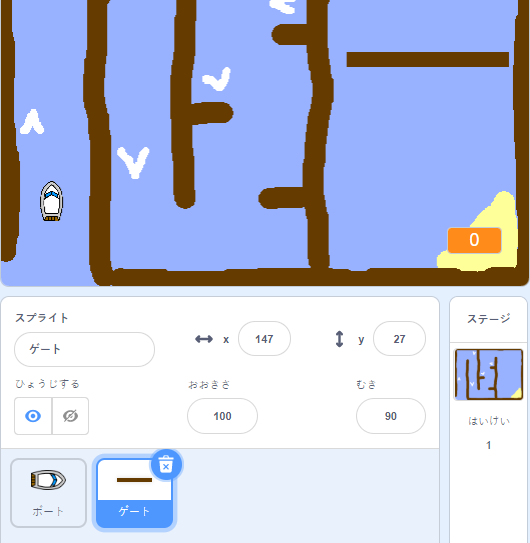 0
スプライト
ゲート
x 147
y 27
ひょうじする
おおきさ
むき
100
90
ボート
ゲート
ステージ
はいけい
1